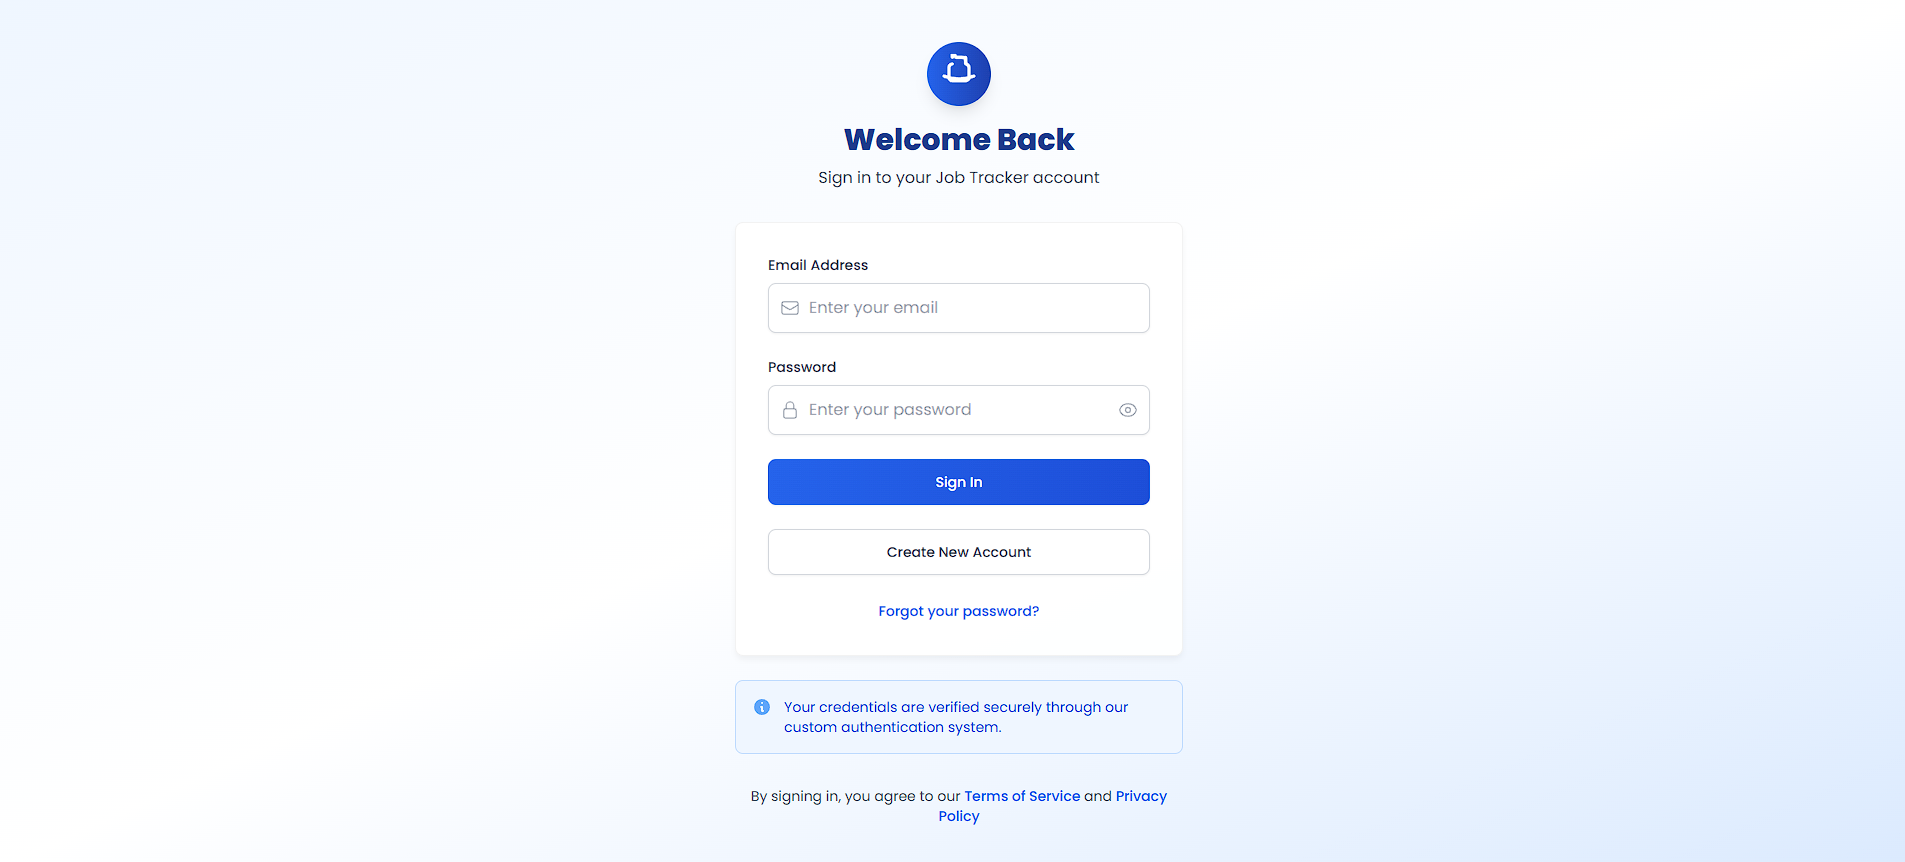 Welcome Back
Sign in to your Job Tracker account
Email Address
Enter your email
Password
Enter your password
Sign In
Create New Account
Forgot your password?
Your credentials are verified securely through our
custom authentication system.
By signing in, you agree to our Terms of Service and Privacy
Policy